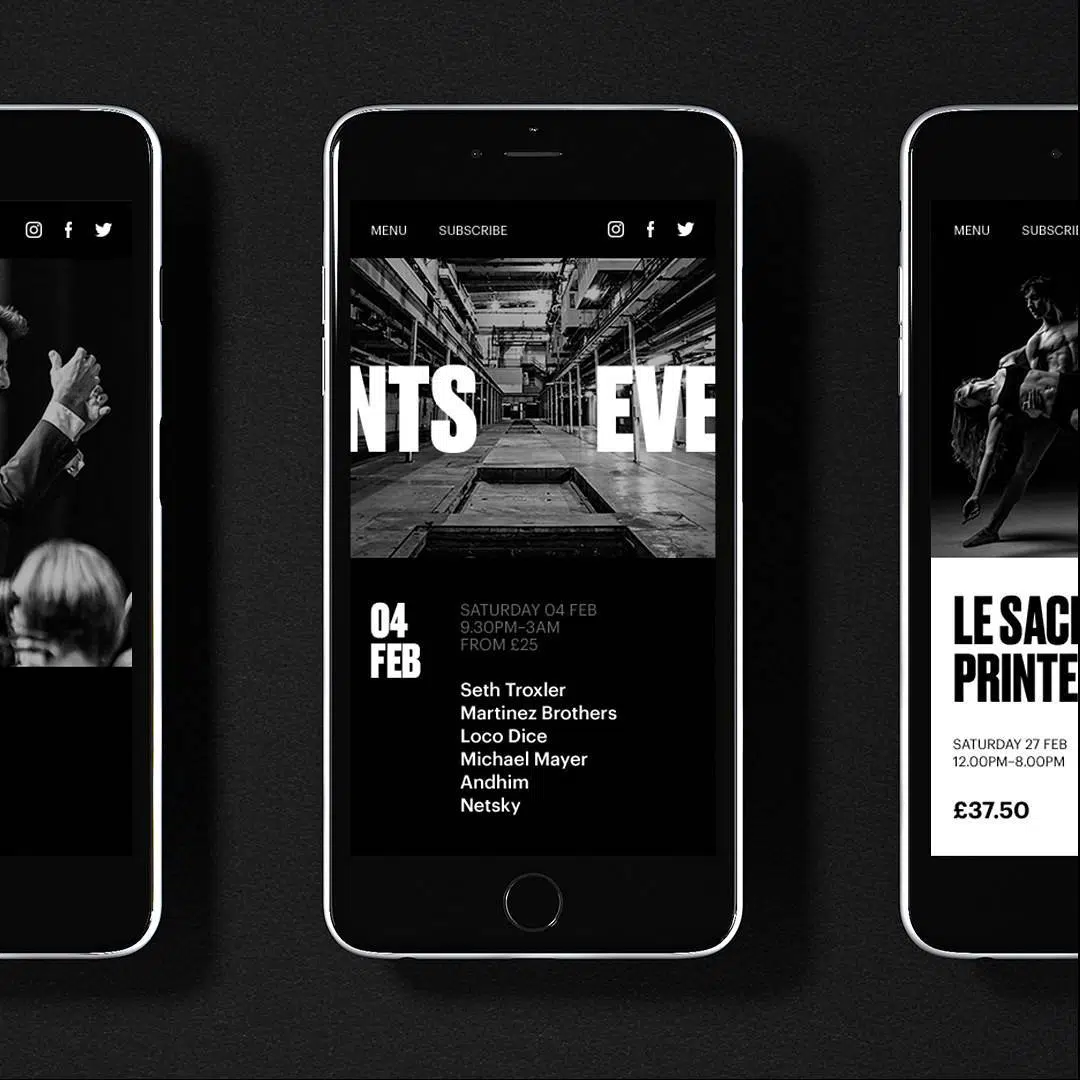 MENU SUBSCRIBE
NTS EVE
04
FEB
SATURDAY 04 FEB
9.30PM–3AM
FROM £25
Seth Troxler
Martinez Brothers
Loco Dice
Michael Mayer
Andhim
Netsky
MENU SUBSCRI
LE SAC
PRINTE
SATURDAY 27 FEB
12.00PM–8.00PM
£37.50